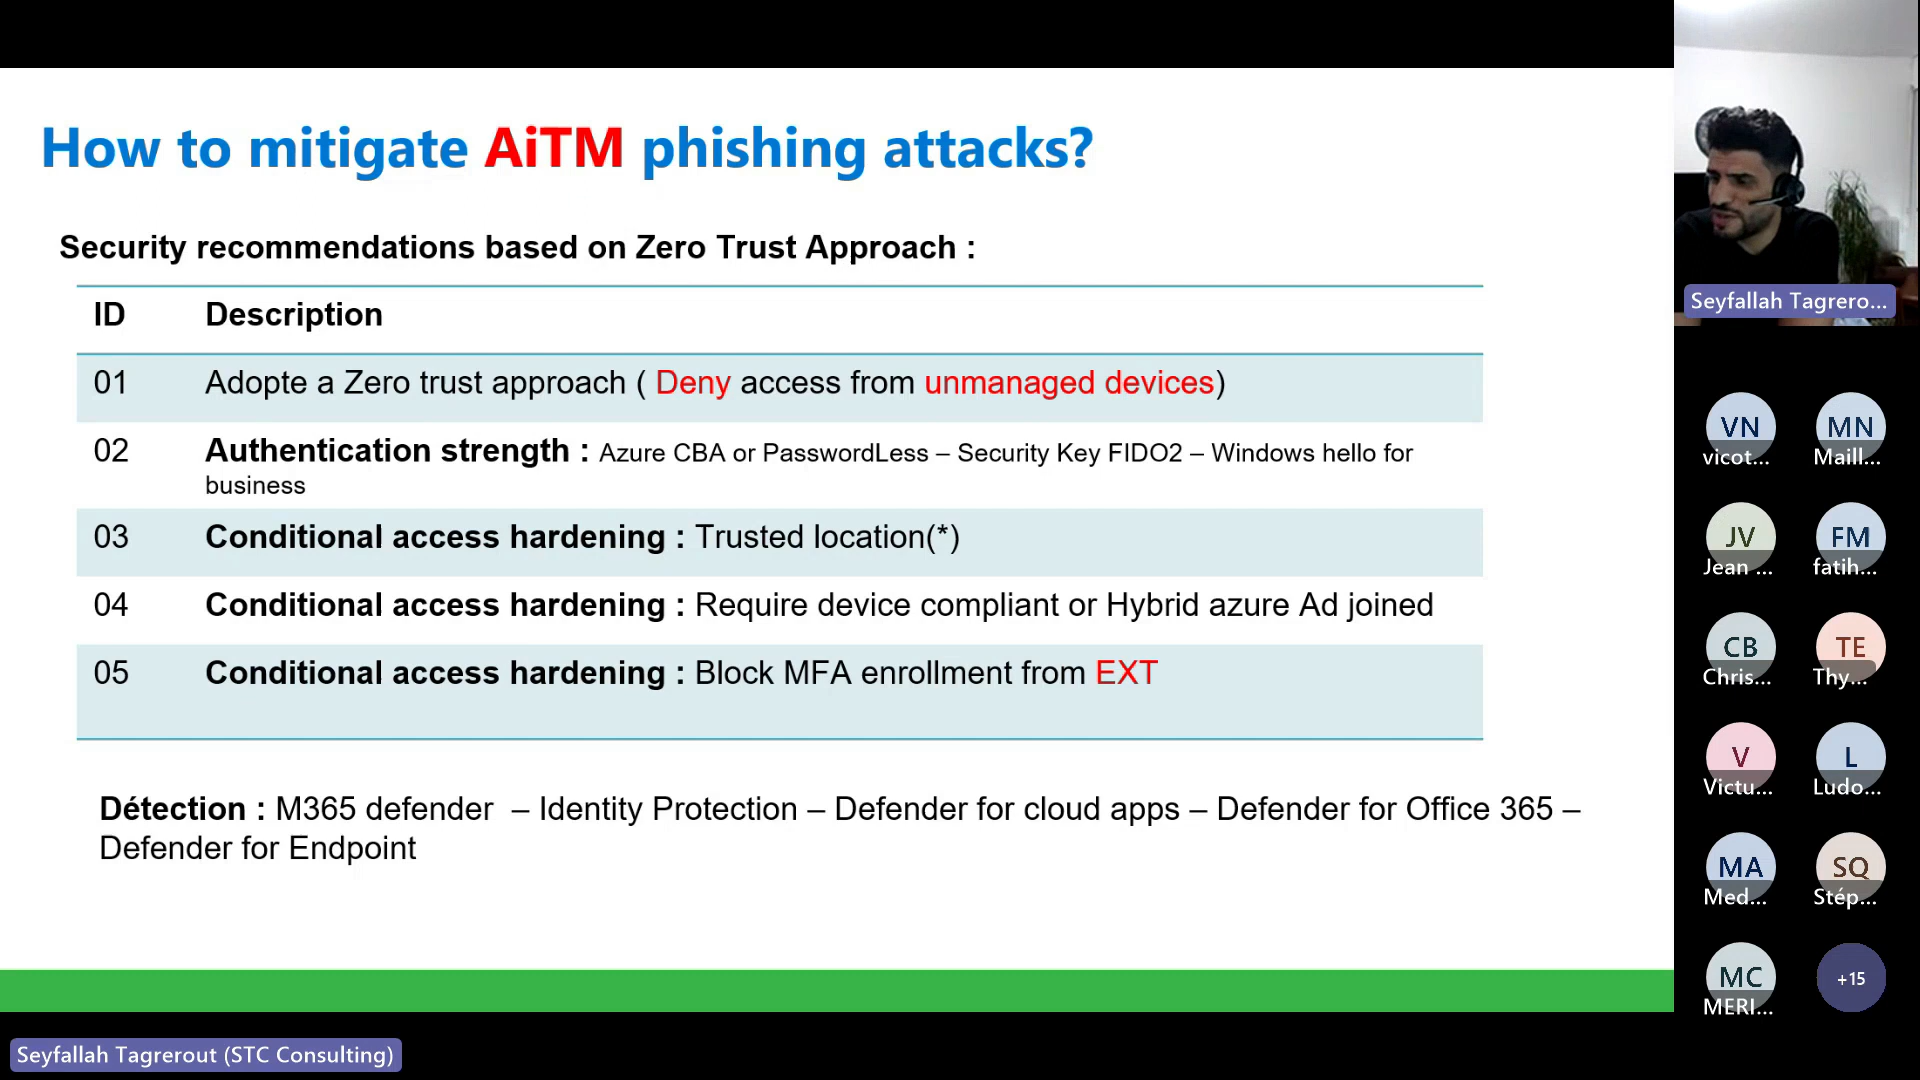 How to mitigate AiTM phishing attacks?
Security recommendations based on Zero Trust Approach :
ID Description
01 Adopte a Zero trust approach ( Deny access from unmanaged devices)
02 Authentication strength : Azure CBA or PasswordLess – Security Key FIDO2 – Windows hello for
business
03 Conditional access hardening : Trusted location(*)
04 Conditional access hardening : Require device compliant or Hybrid azure Ad joined
05 Conditional access hardening : Block MFA enrollment from EXT
Détection : M365 defender – Identity Protection – Defender for cloud apps – Defender for Office 365 –
Defender for Endpoint
Seyfallah Tagrerout (STC Consulting)
Seyfallah Tagrero...
VN MN
vicot... Maill...
JV FM
Jean ... fatih...
CB TE
Chris... Thy...
V L
Victu... Ludo...
MA SQ
Med... Stép...
MC +15
MERI...